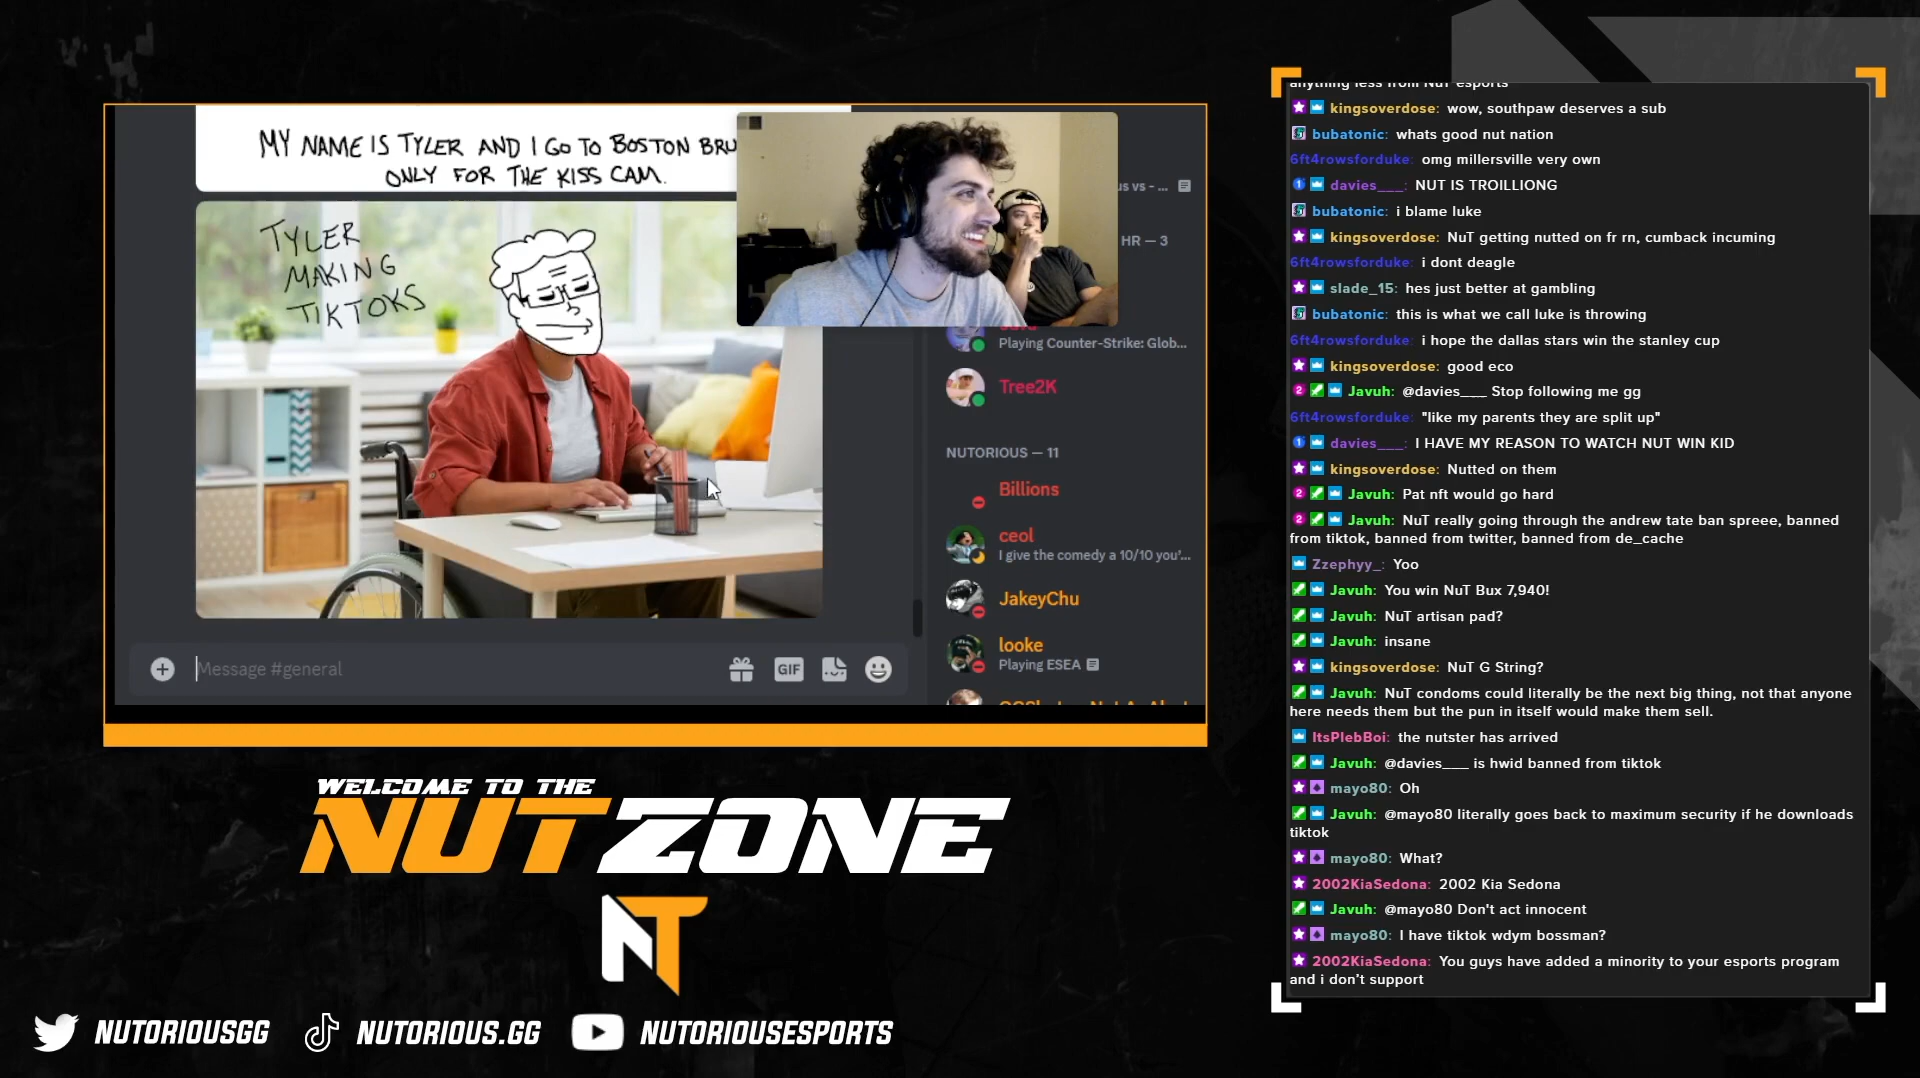 MY NAME IS TYLER AND I GO TO BOSTON BRU
ONLY FOR THE KISS CAM.
TYLER
MAKING
TIKTOKS
Message #general
GIF
us vs - ...
HR — 3
Playing Counter-Strike: Glob...
Tree2K
NUTORIOUS — 11
Billions
ceol
I give the comedy a 10/10 you'...
JakeyChu
looke
Playing ESEA
WELCOME TO THE
NUTZONE
NT
NUTORIOUSGG
NUTORIOUS.GG
NUTORIOUSESPORTS
anything less from NuT esports
kingsoverdose: wow, southpaw deserves a sub
bubatonic: whats good nut nation
6ft4rowsforduke: omg millersville very own
1 davies___: NUT IS TROILLIONG
bubatonic: i blame luke
kingsoverdose: NuT getting nutted on fr rn, cumback incuming
6ft4rowsforduke: i dont deagle
slade_15: hes just better at gambling
bubatonic: this is what we call luke is throwing
6ft4rowsforduke: i hope the dallas stars win the stanley cup
kingsoverdose: good eco
2 Javuh: @davies___ Stop following me gg
6ft4rowsforduke: "like my parents they are split up"
1 davies___: I HAVE MY REASON TO WATCH NUT WIN KID
kingsoverdose: Nutted on them
2 Javuh: Pat nft would go hard
2 Javuh: NuT really going through the andrew tate ban spreee, banned
from tiktok, banned from twitter, banned from de_cache
Zzephyy_: Yoo
Javuh: You win NuT Bux 7,940!
Javuh: NuT artisan pad?
Javuh: insane
kingsoverdose: NuT G String?
Javuh: NuT condoms could literally be the next big thing, not that anyone
here needs them but the pun in itself would make them sell.
ItsPlebBoi: the nutster has arrived
Javuh: @davies___ is hwid banned from tiktok
mayo80: Oh
Javuh: @mayo80 literally goes back to maximum security if he downloads
tiktok
mayo80: What?
2002KiaSedona: 2002 Kia Sedona
Javuh: @mayo80 Don't act innocent
mayo80: I have tiktok wdym bossman?
2002KiaSedona: You guys have added a minority to your esports program
and i don't support